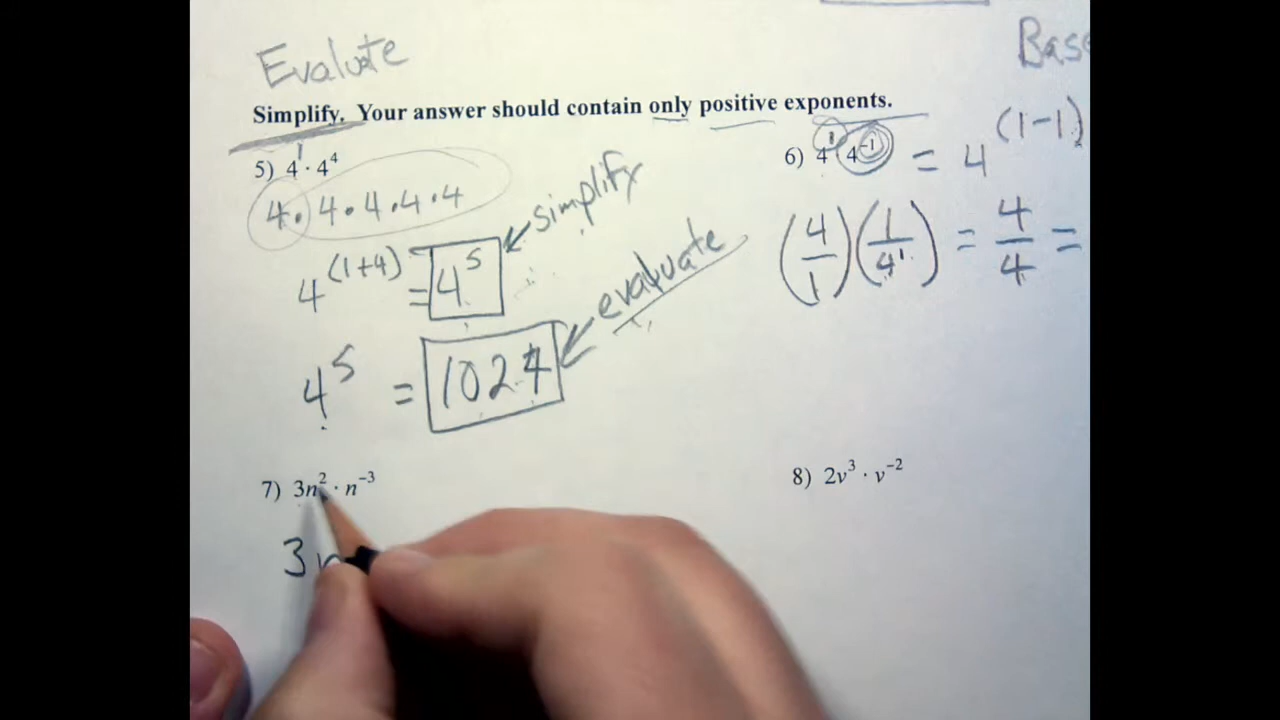 Evaluate
Base
Simplify. Your answer should contain only positive exponents.
5) 4¹ · 4⁴
4 · 4 · 4 · 4 · 4
simplify
4⁽¹⁺⁴⁾ = 4⁵
evaluate
4⁵ = 1024
6) 4¹ · 4⁻¹ = 4⁽¹⁻¹⁾
(4/1)(1/4¹) = 4/4 =
7) 3n² · n⁻³
3n
8) 2v³ · v⁻²